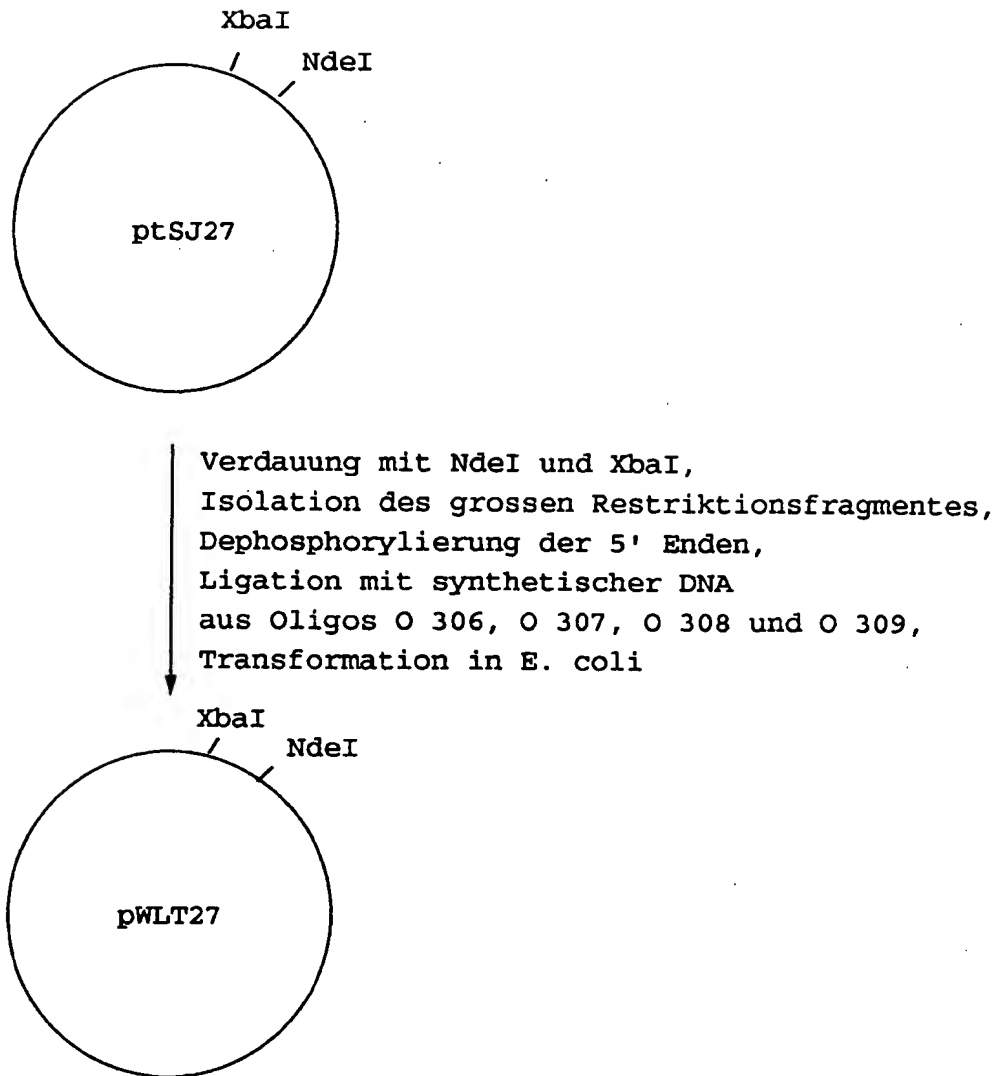 XbaI
NdeI
ptSJ27
Verdauung mit NdeI und XbaI,
Isolation des grossen Restriktionsfragmentes,
Dephosphorylierung der 5' Enden,
Ligation mit synthetischer DNA
aus Oligos O 306, O 307, O 308 und O 309,
Transformation in E. coli
XbaI
NdeI
pWLT27